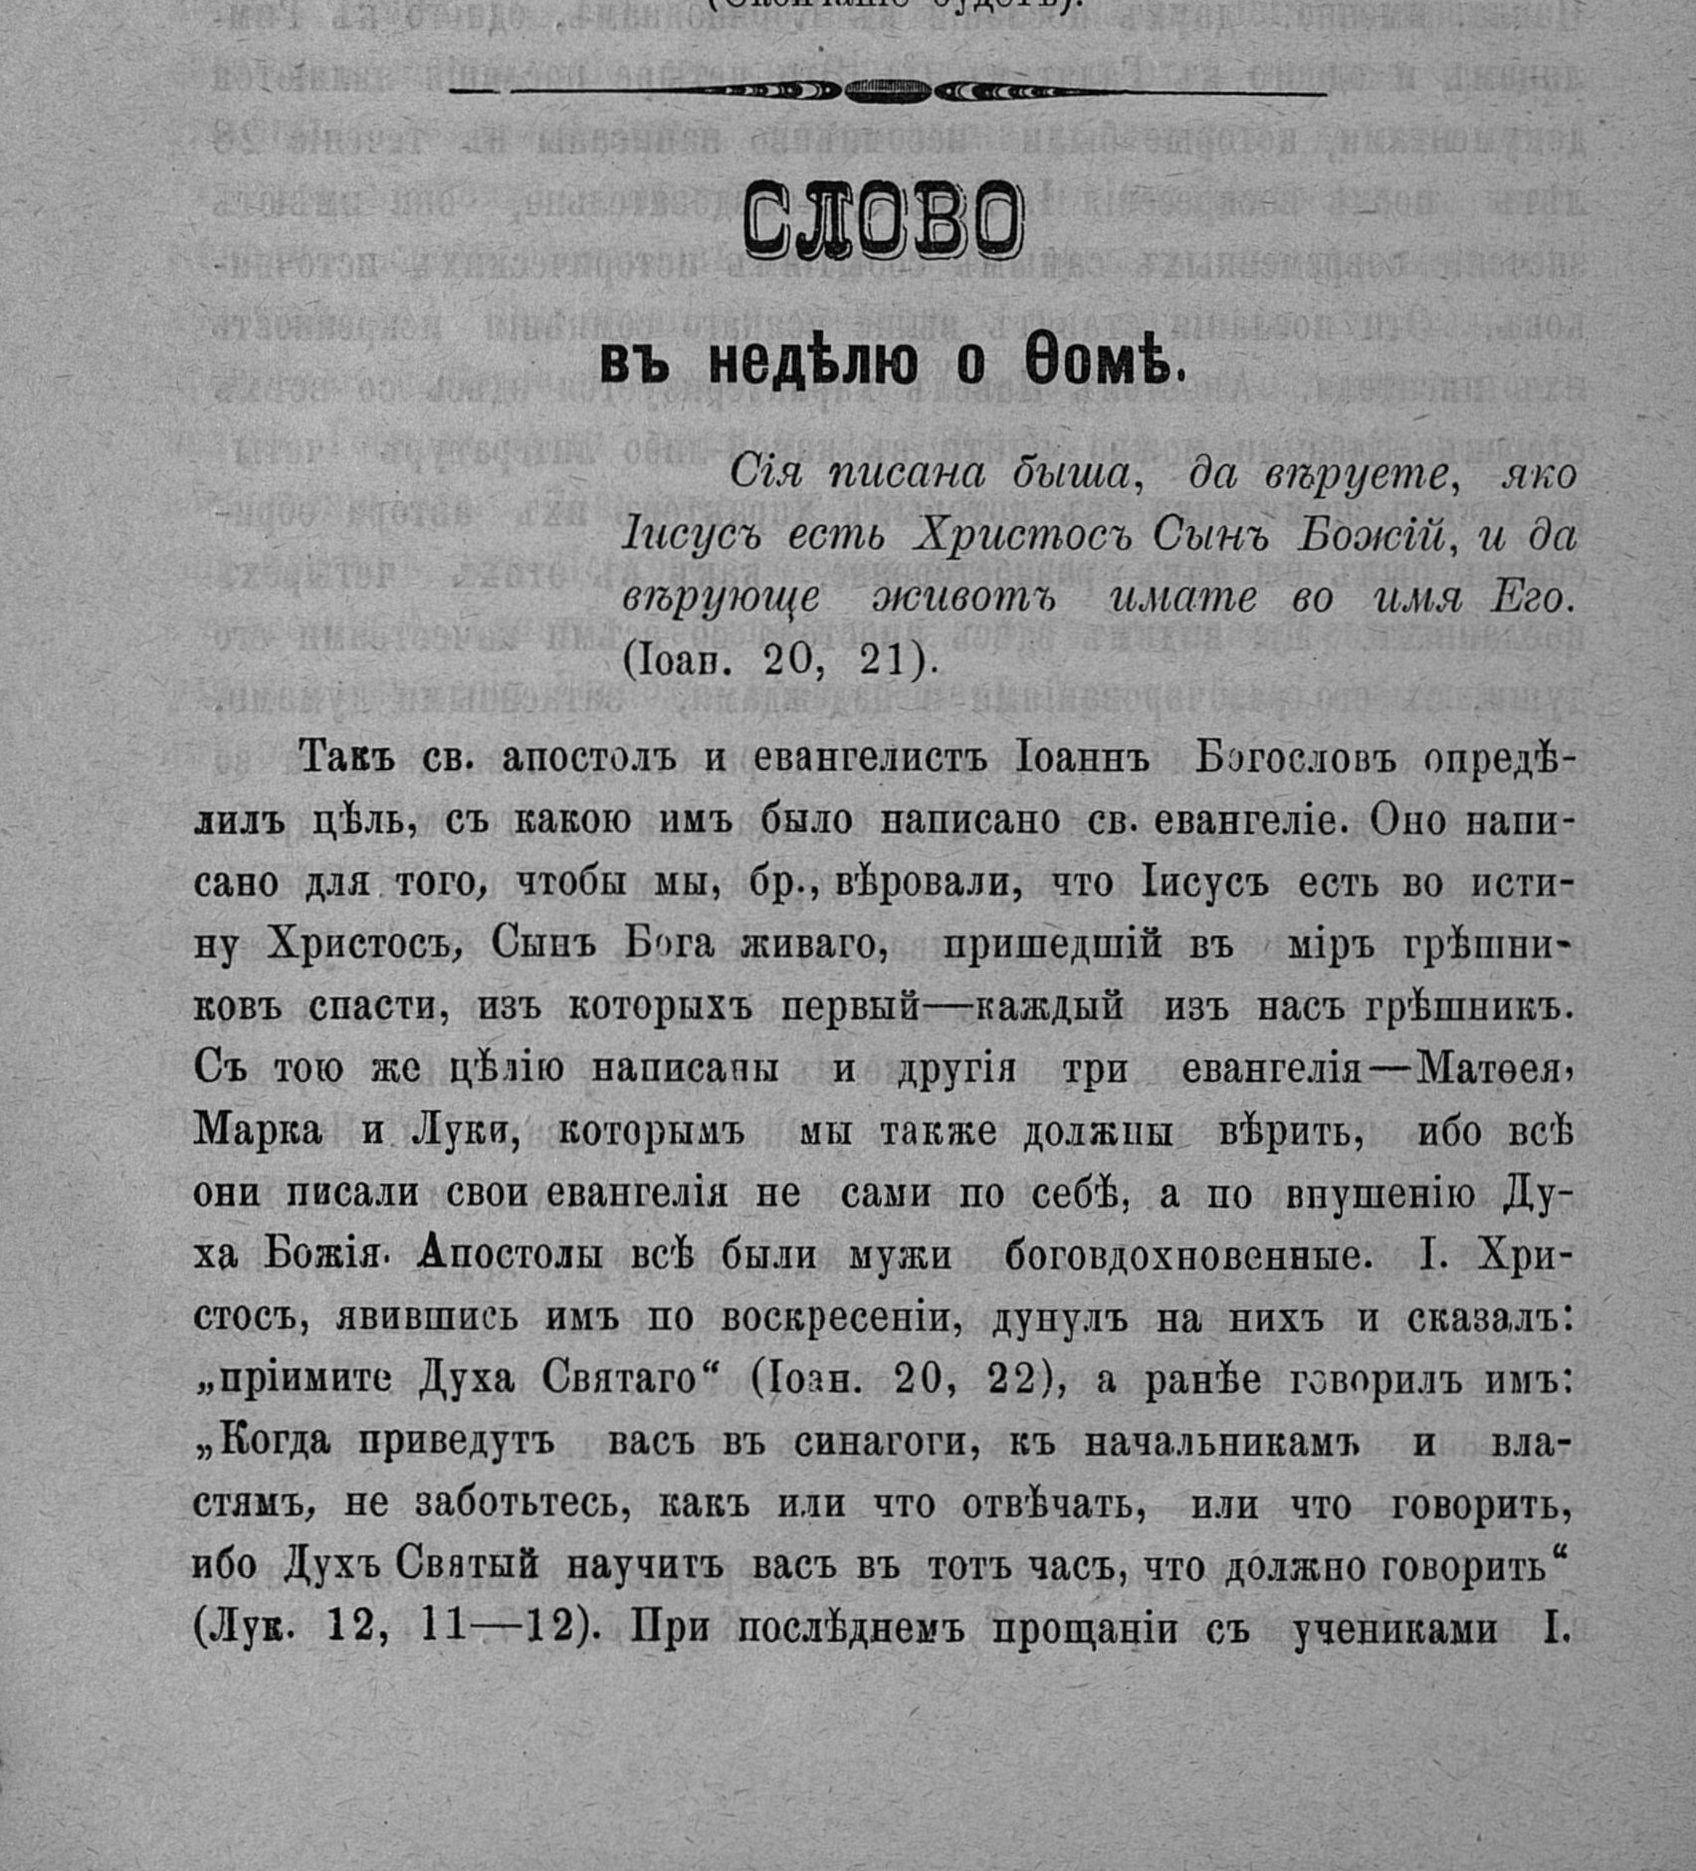 (Окончаніе будетъ).
СЛОВО
въ недѣлю о Ѳомѣ.
Сія писана быша, да вѣруете, яко
Іисусъ есть Христосъ Сынъ Божій, и да
вѣрующе животъ имате во имя Его.
(Іоан. 20, 21).
Такъ св. апостолъ и евангелистъ Іоаннъ Богословъ опредѣ-
лилъ цѣль, съ какою имъ было написано св. евангеліе. Оно напи-
сано для того, чтобы мы, бр., вѣровали, что Іисусъ есть во исти-
ну Христосъ, Сынъ Бога живаго, пришедшій въ міръ грѣшни-
ковъ спасти, изъ которыхъ первый—каждый изъ насъ грѣшникъ.
Съ тою же цѣлію написаны и другія три евангелія—Матѳея,
Марка и Луки, которымъ мы также должны вѣрить, ибо всѣ
они писали свои евангелія не сами по себѣ, а по внушенію Ду-
ха Божія. Апостолы всѣ были мужи боговдохновенные. І. Хри-
стосъ, явившись имъ по воскресеніи, дунулъ на нихъ и сказалъ:
„пріимите Духа Святаго“ (Іоан. 20, 22), а ранѣе говорилъ имъ:
„Когда приведутъ васъ въ синагоги, къ начальникамъ и вла-
стямъ, не заботьтесь, какъ или что отвѣчать, или что говорить,
ибо Духъ Святый научитъ васъ въ тотъ часъ, что должно говорить“
(Лук. 12, 11—12). При послѣднемъ прощаніи съ учениками І.